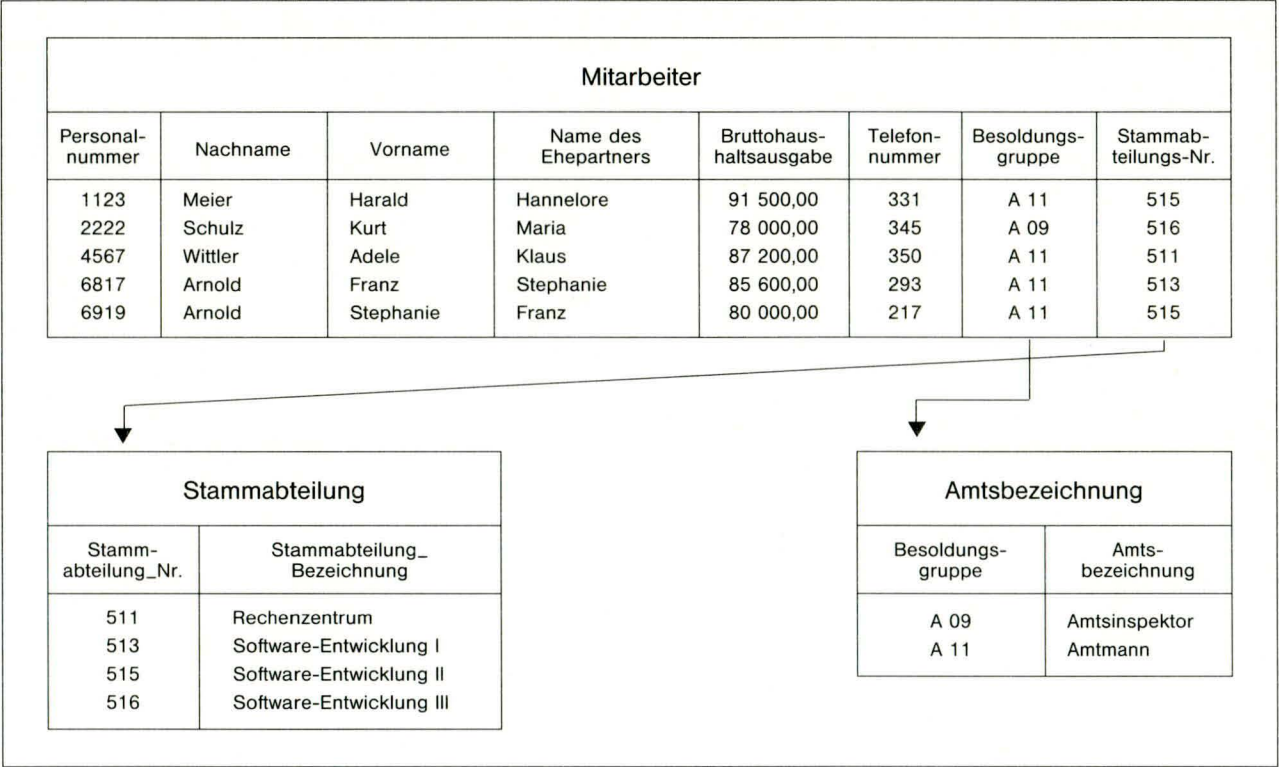 Mitarbeiter
Personal-
nummer
Nachname
Vorname
Name des
Ehepartners
Bruttohaus-
haltsausgabe
Telefon-
nummer
Besoldungs-
gruppe
Stammab-
teilungs-Nr.
1123 Meier Harald Hannelore 91 500,00 331 A 11 515
2222 Schulz Kurt Maria 78 000,00 345 A 09 516
4567 Wittler Adele Klaus 87 200,00 350 A 11 511
6817 Arnold Franz Stephanie 85 600,00 293 A 11 513
6919 Arnold Stephanie Franz 80 000,00 217 A 11 515
Stammabteilung
Stamm-
abteilung_Nr.
Stammabteilung_
Bezeichnung
511 Rechenzentrum
513 Software-Entwicklung I
515 Software-Entwicklung II
516 Software-Entwicklung III
Amtsbezeichnung
Besoldungs-
gruppe
Amts-
bezeichnung
A 09 Amtsinspektor
A 11 Amtmann